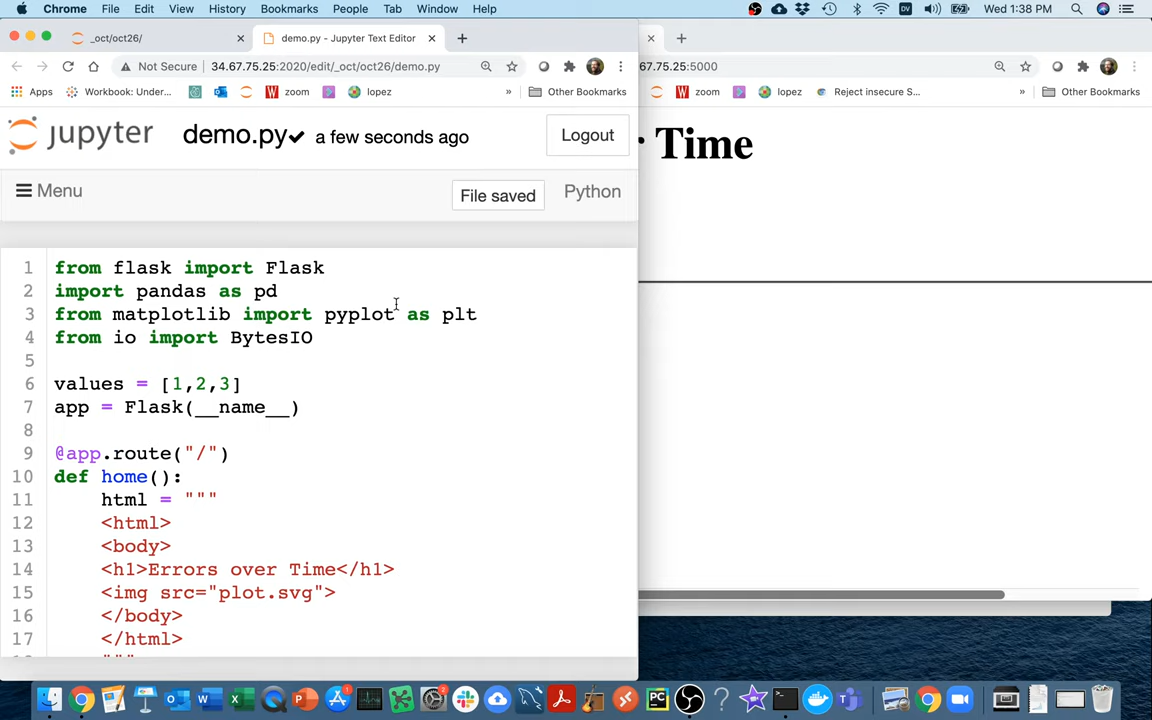 Chrome File Edit View History Bookmarks People Tab Window Help DV Wed 1:38 PM
_oct/oct26/ demo.py - Jupyter Text Editor
Not Secure 34.67.75.25:2020/edit/_oct/oct26/demo.py 67.75.25:5000
Apps Workbook: Under... W zoom lopez » Other Bookmarks W zoom lopez Reject insecure S... » Other Bookmarks
jupyter demo.py a few seconds ago Logout
Time
Menu File saved Python
1 from flask import Flask
2 import pandas as pd
3 from matplotlib import pyplot as plt
4 from io import BytesIO
5
6 values = [1,2,3]
7 app = Flask(__name__)
8
9 @app.route("/")
10 def home():
11 html = """
12 <html>
13 <body>
14 <h1>Errors over Time</h1>
15 <img src="plot.svg">
16 </body>
17 </html>